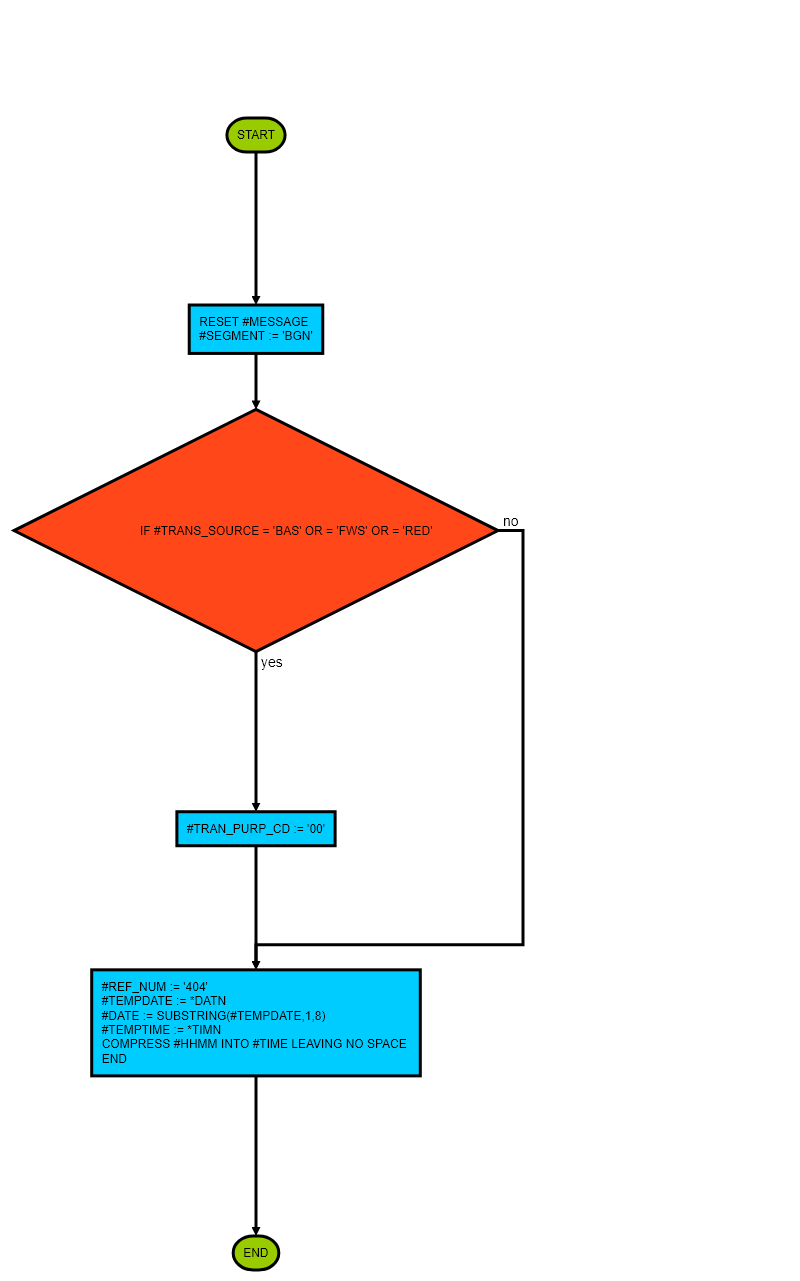 START
RESET #MESSAGE
#SEGMENT := 'BGN'
IF #TRANS_SOURCE = 'BAS' OR = 'FWS' OR = 'RED'
no
yes
#TRAN_PURP_CD := '00'
#REF_NUM := '404'
#TEMPDATE := *DATN
#DATE := SUBSTRING(#TEMPDATE,1,8)
#TEMPTIME := *TIMN
COMPRESS #HHMM INTO #TIME LEAVING NO SPACE
END
END